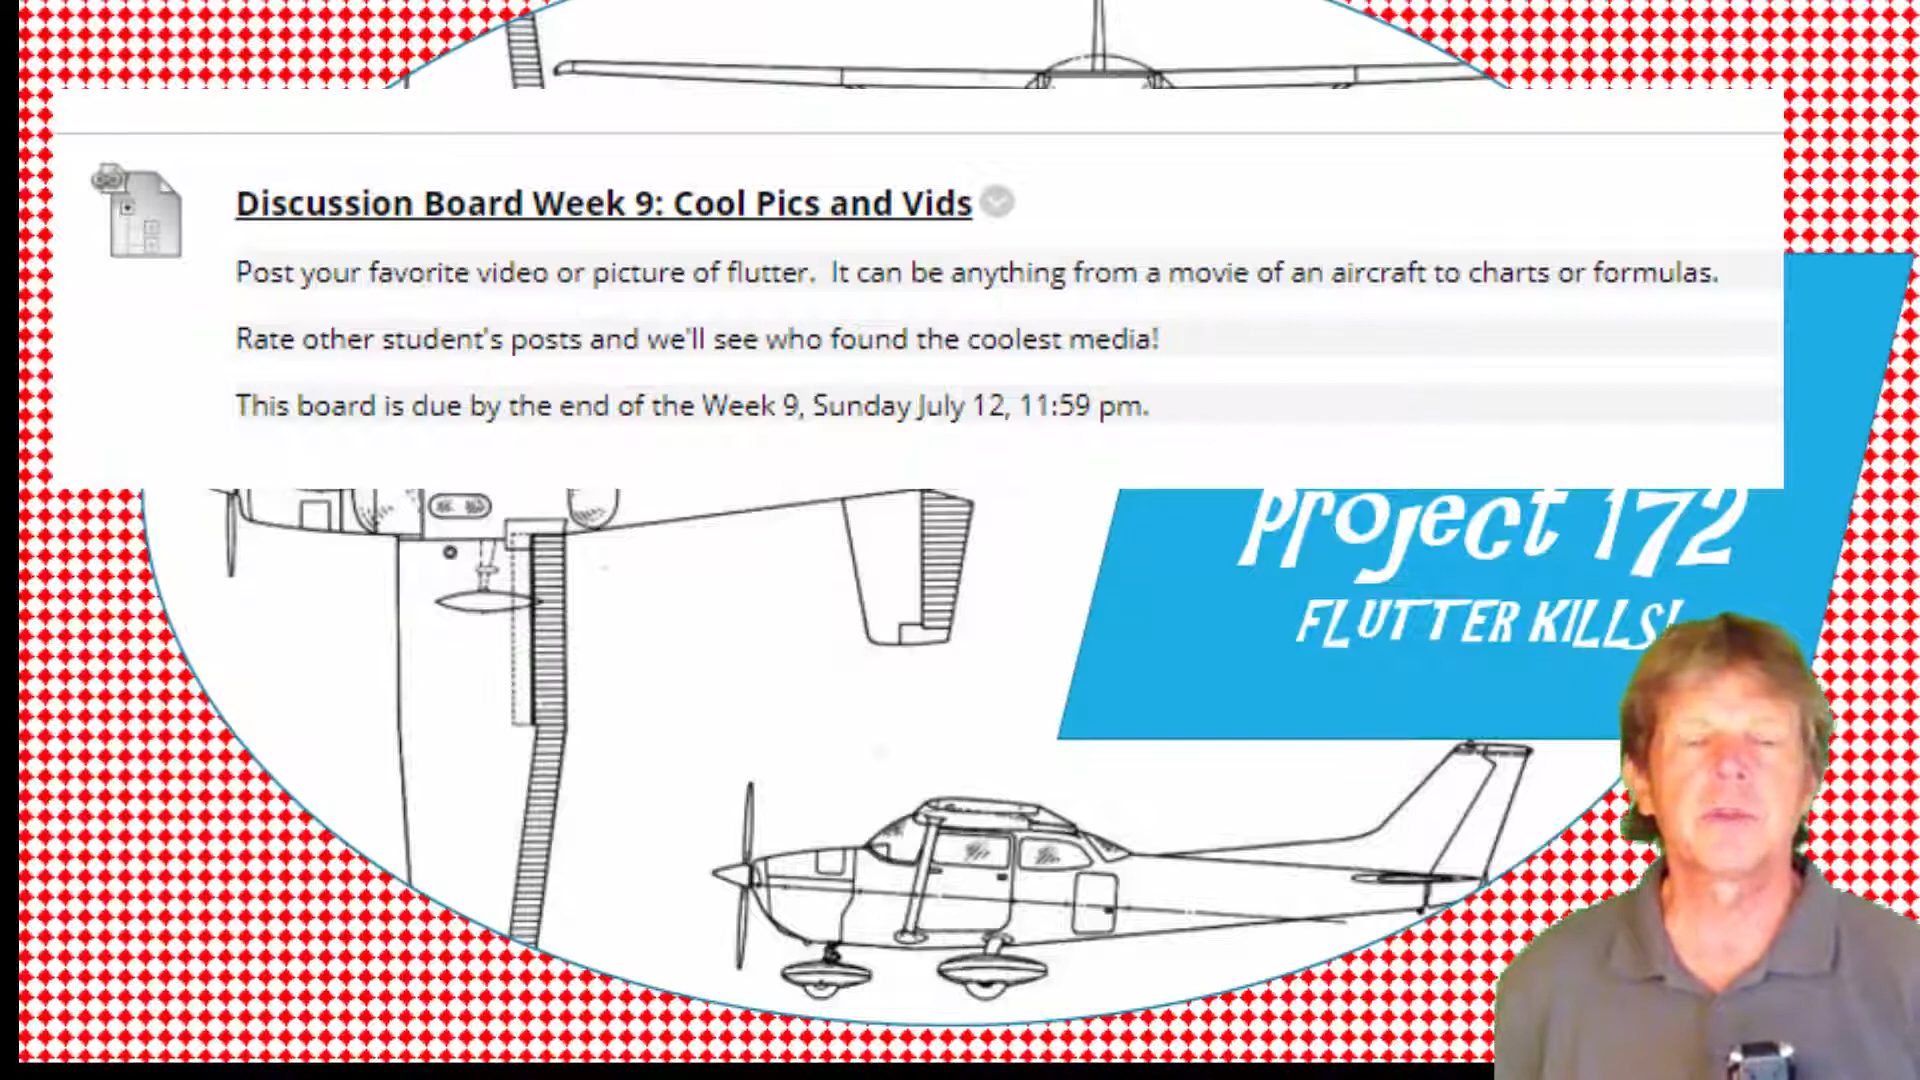 Discussion Board Week 9: Cool Pics and Vids
Post your favorite video or picture of flutter. It can be anything from a movie of an aircraft to charts or formulas.
Rate other student's posts and we'll see who found the coolest media!
This board is due by the end of the Week 9, Sunday July 12, 11:59 pm.
Project 172
FLUTTER KILLS!